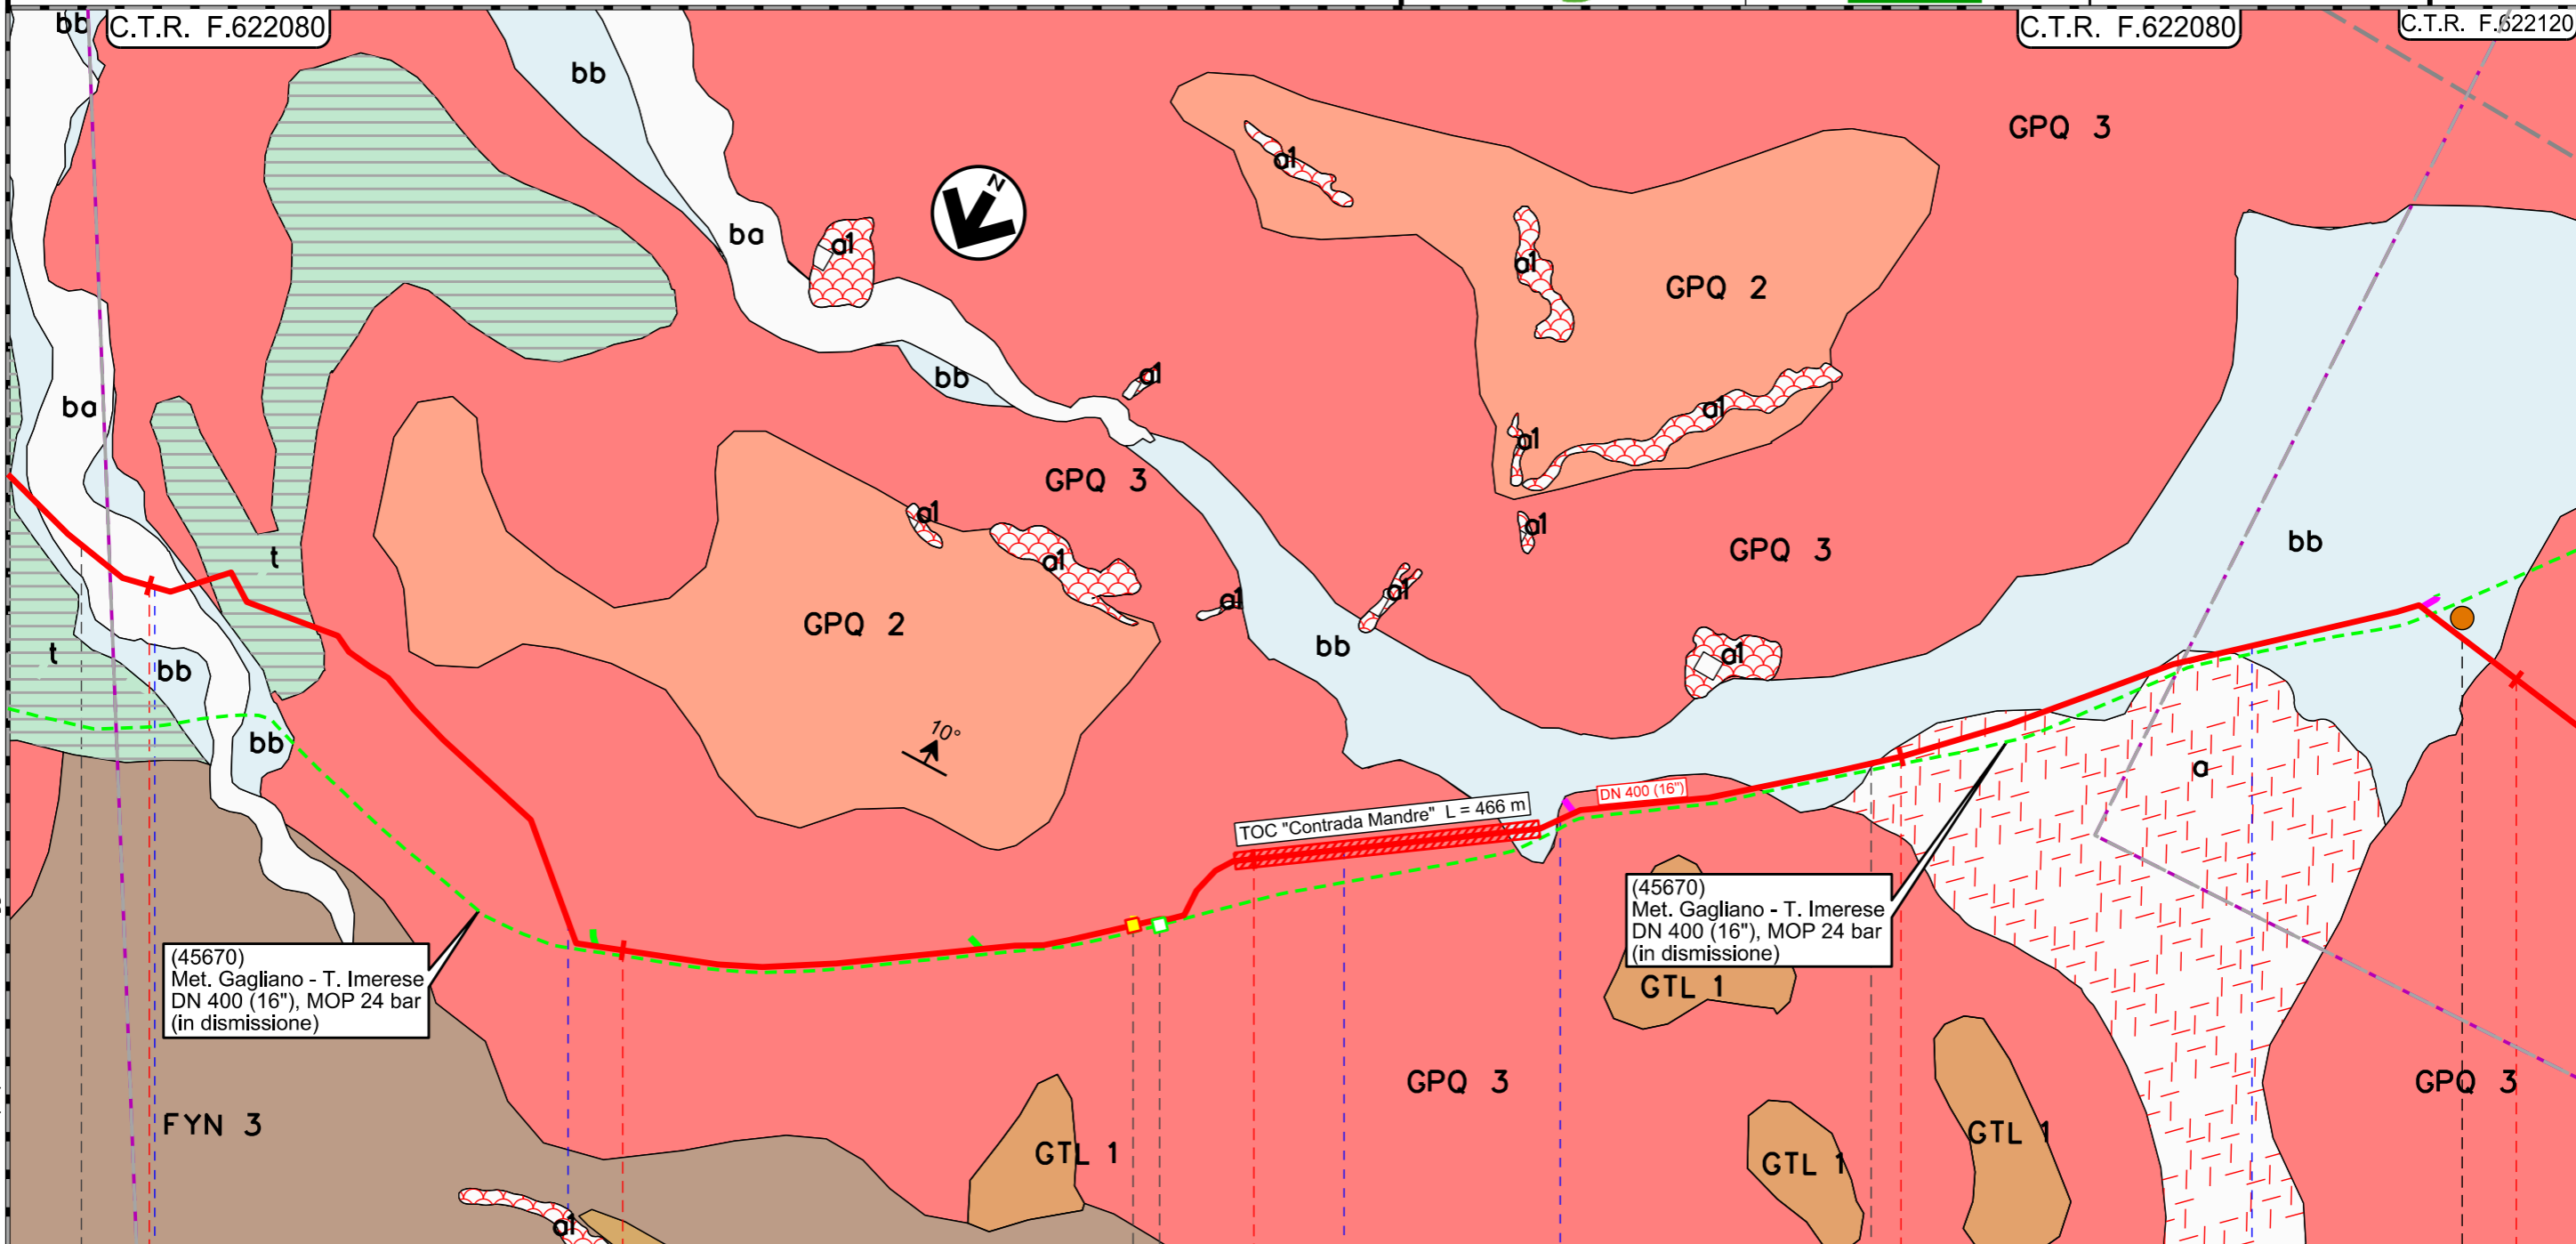 bb
C.T.R. F.622080
C.T.R. F.622080
C.T.R. F.622120
bb
GPQ 3
a1
N
ba
a1
a1
GPQ 2
bb
a1
ba
a1
a1
GPQ 3
a1
a1
bb
GPQ 3
t
a1
a1
a1
GPQ 2
bb
t
a1
bb
bb
10°
a
DN 400 (16")
TOC "Contrada Mandre" L = 466 m
(45670)
Met. Gagliano - T. Imerese
DN 400 (16"), MOP 24 bar
(in dismissione)
(45670)
Met. Gagliano - T. Imerese
DN 400 (16"), MOP 24 bar
(in dismissione)
GTL 1
GPQ 3
GPQ 3
FYN 3
GTL 1
GTL 1
GTL 1
a1